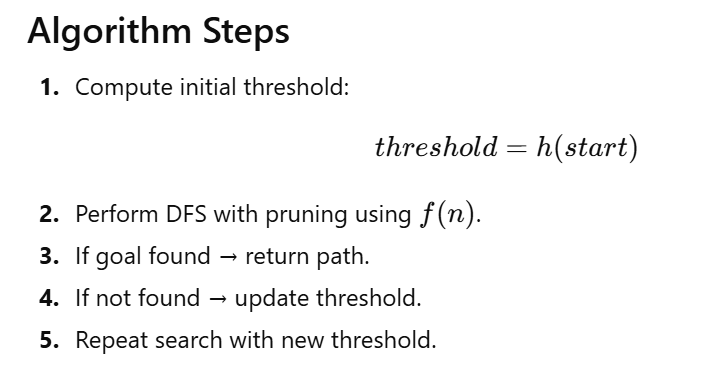 Algorithm Steps
1. Compute initial threshold:
threshold = h(start)
2. Perform DFS with pruning using f(n).
3. If goal found → return path.
4. If not found → update threshold.
5. Repeat search with new threshold.